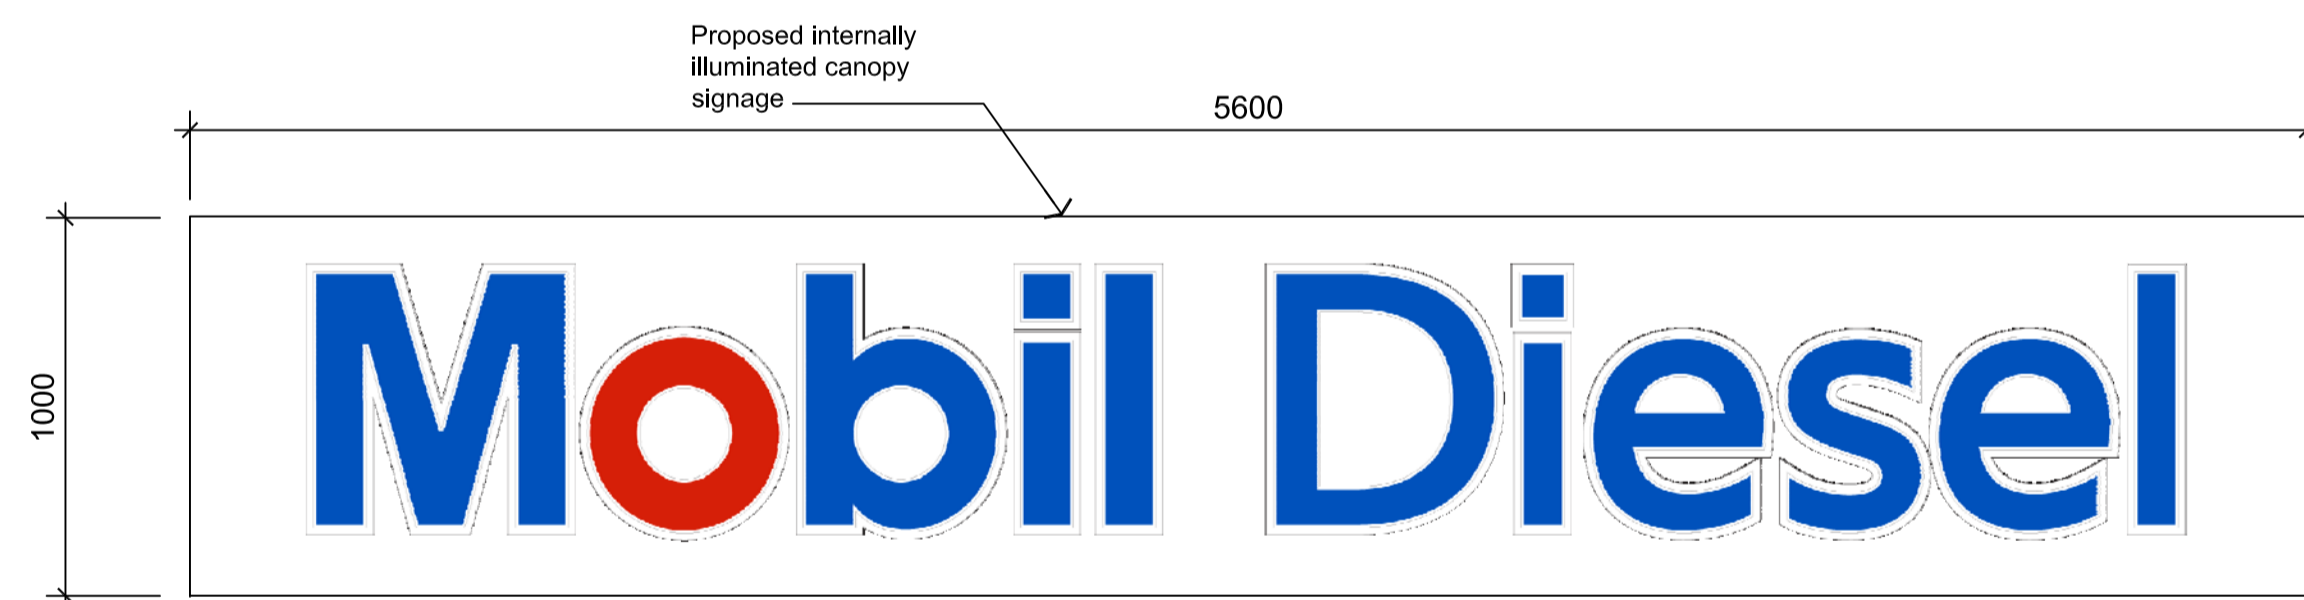 Proposed internally
illuminated canopy
signage
5600
1000
Mobil Diesel